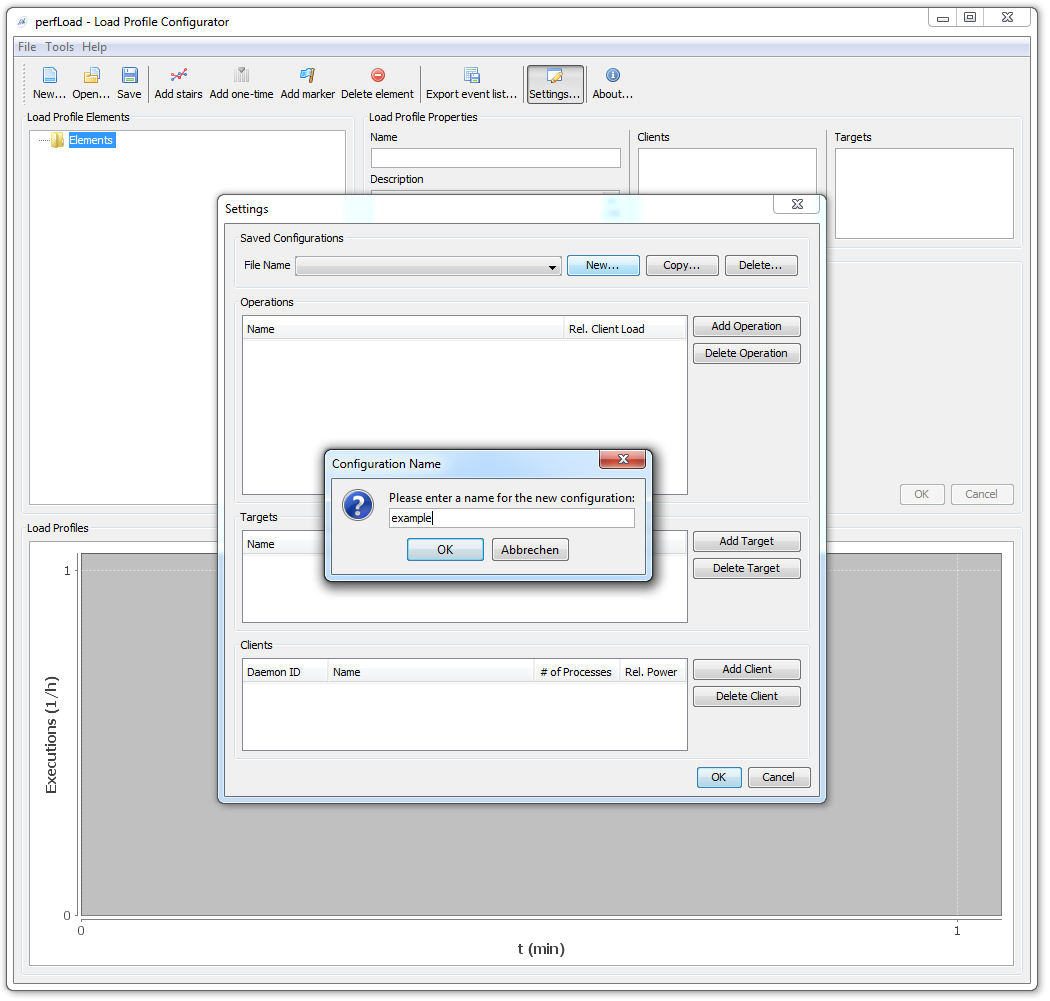 perfLoad - Load Profile Configurator
File Tools Help
New... Open... Save Add stairs Add one-time Add marker Delete element Export event list... Settings... About...
Load Profile Elements
Elements
Load Profile Properties
Name
Description
Clients
Targets
OK Cancel
Settings
Saved Configurations
File Name New... Copy... Delete...
Operations
Name Rel. Client Load
Add Operation
Delete Operation
Configuration Name
Please enter a name for the new configuration:
example
OK Abbrechen
Targets
Name
Add Target
Delete Target
Clients
Daemon ID Name # of Processes Rel. Power
Add Client
Delete Client
OK Cancel
Load Profiles
1
Executions (1/h)
0
0 1
t (min)